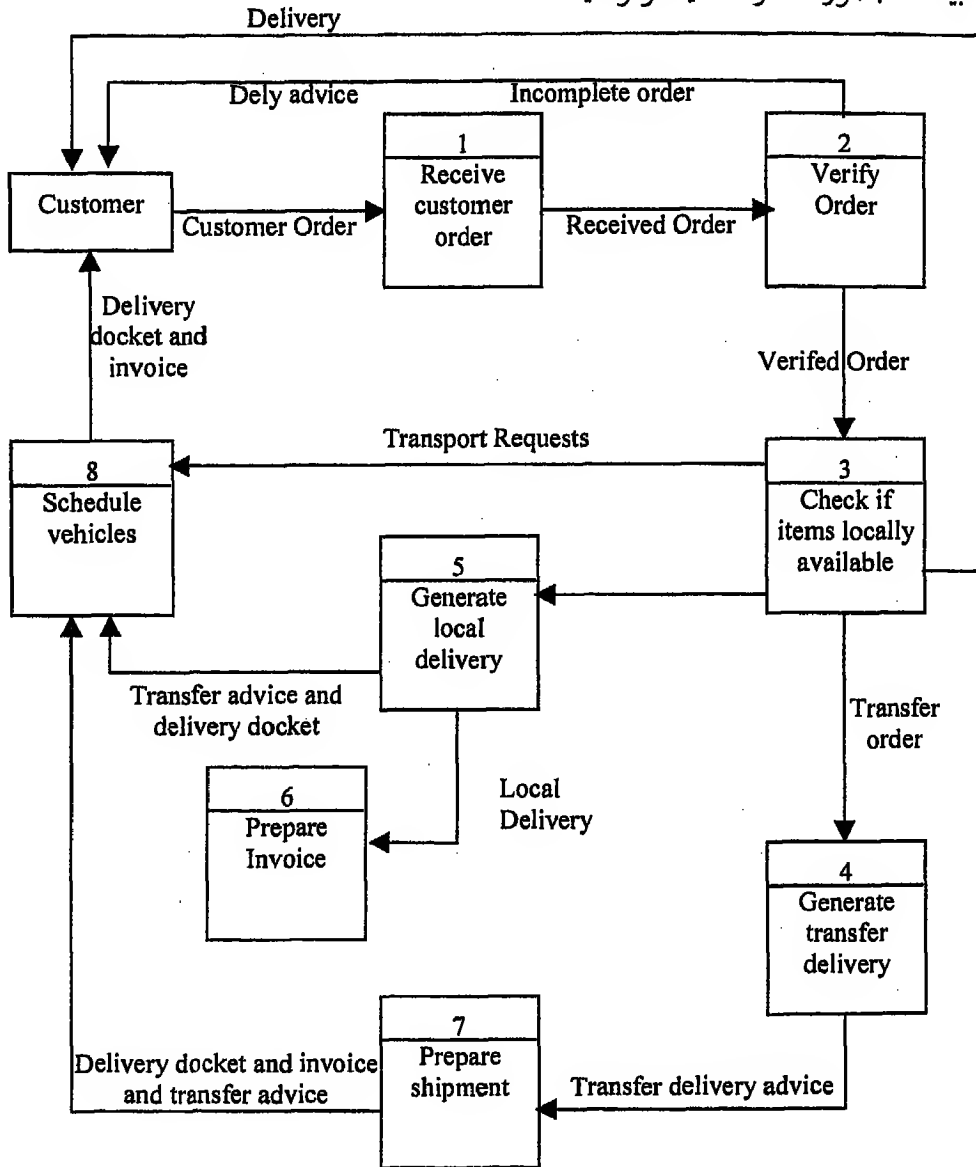 Delivery
Dely advice
Incomplete order
1
Receive
customer
order
2
Verify
Order
Customer
Customer Order
Received Order
Delivery
docket and
invoice
Verifed Order
Transport Requests
8
Schedule
vehicles
3
Check if
items locally
available
5
Generate
local
delivery
Transfer advice and
delivery docket
Transfer
order
6
Prepare
Invoice
Local
Delivery
4
Generate
transfer
delivery
7
Prepare
shipment
Delivery docket and invoice
and transfer advice
Transfer delivery advice